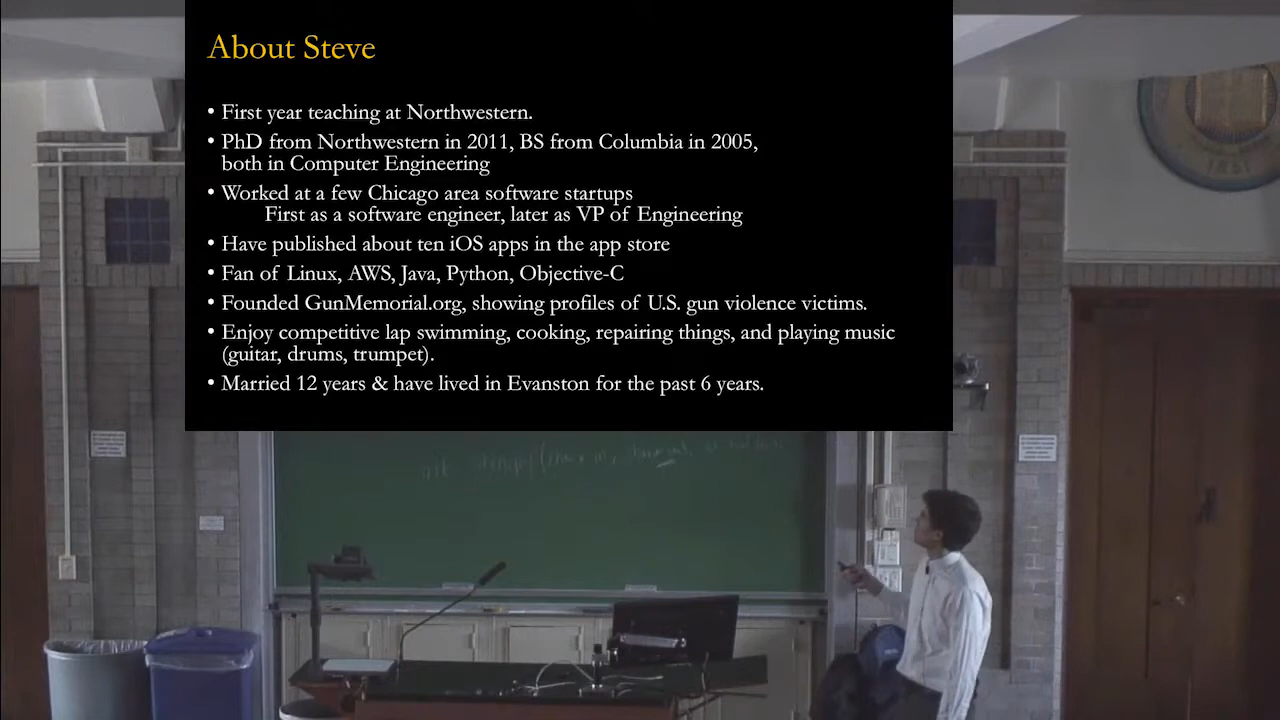 About Steve
• First year teaching at Northwestern.
• PhD from Northwestern in 2011, BS from Columbia in 2005,
both in Computer Engineering
• Worked at a few Chicago area software startups
First as a software engineer, later as VP of Engineering
• Have published about ten iOS apps in the app store
• Fan of Linux, AWS, Java, Python, Objective-C
• Founded GunMemorial.org, showing profiles of U.S. gun violence victims.
• Enjoy competitive lap swimming, cooking, repairing things, and playing music
(guitar, drums, trumpet).
• Married 12 years & have lived in Evanston for the past 6 years.